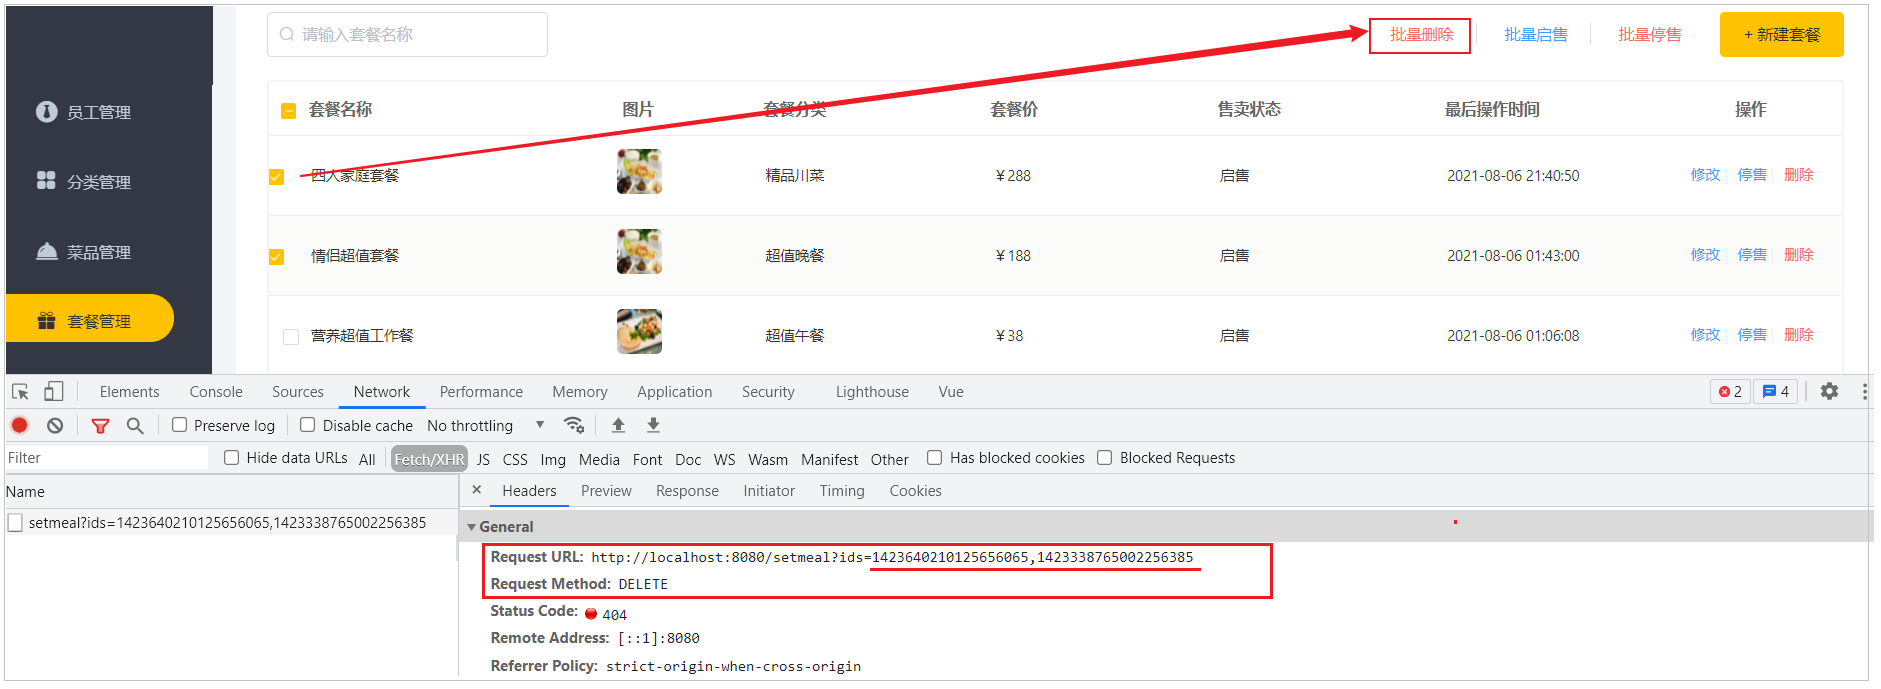 请输入套餐名称 批量删除 批量启售 批量停售 + 新建套餐
员工管理
分类管理
菜品管理
套餐管理
套餐名称 图片 套餐分类 套餐价 售卖状态 最后操作时间 操作
四人家庭套餐 精品川菜 ￥288 启售 2021-08-06 21:40:50 修改 停售 删除
情侣超值套餐 超值晚餐 ￥188 启售 2021-08-06 01:43:00 修改 停售 删除
营养超值工作餐 超值午餐 ￥38 启售 2021-08-06 01:06:08 修改 停售 删除
Elements Console Sources Network Performance Memory Application Security Lighthouse Vue 2 4
Preserve log Disable cache No throttling
Filter Hide data URLs All Fetch/XHR JS CSS Img Media Font Doc WS Wasm Manifest Other Has blocked cookies Blocked Requests
Name
setmeal?ids=1423640210125656065,1423338765002256385
× Headers Preview Response Initiator Timing Cookies
General
Request URL: http://localhost:8080/setmeal?ids=1423640210125656065,1423338765002256385
Request Method: DELETE
Status Code: 404
Remote Address: [::1]:8080
Referrer Policy: strict-origin-when-cross-origin